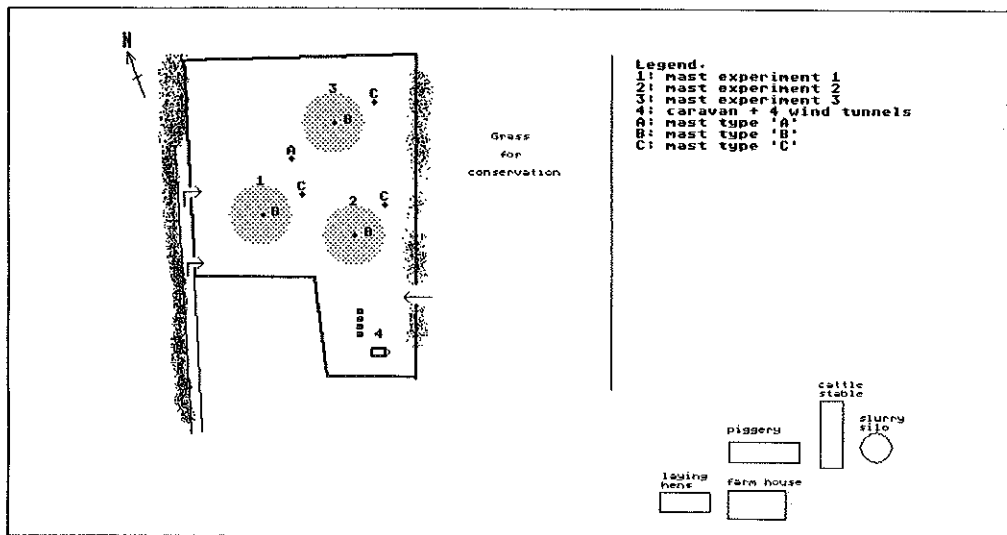 N
3
C
B
A
1
C
B
2
C
B
4
Grass
for
conservation
Legend.
1: mast experiment 1
2: mast experiment 2
3: mast experiment 3
4: caravan + 4 wind tunnels
A: mast type 'A'
B: mast type 'B'
C: mast type 'C'
cattle
stable
slurry
silo
piggery
laying
hens
farm house